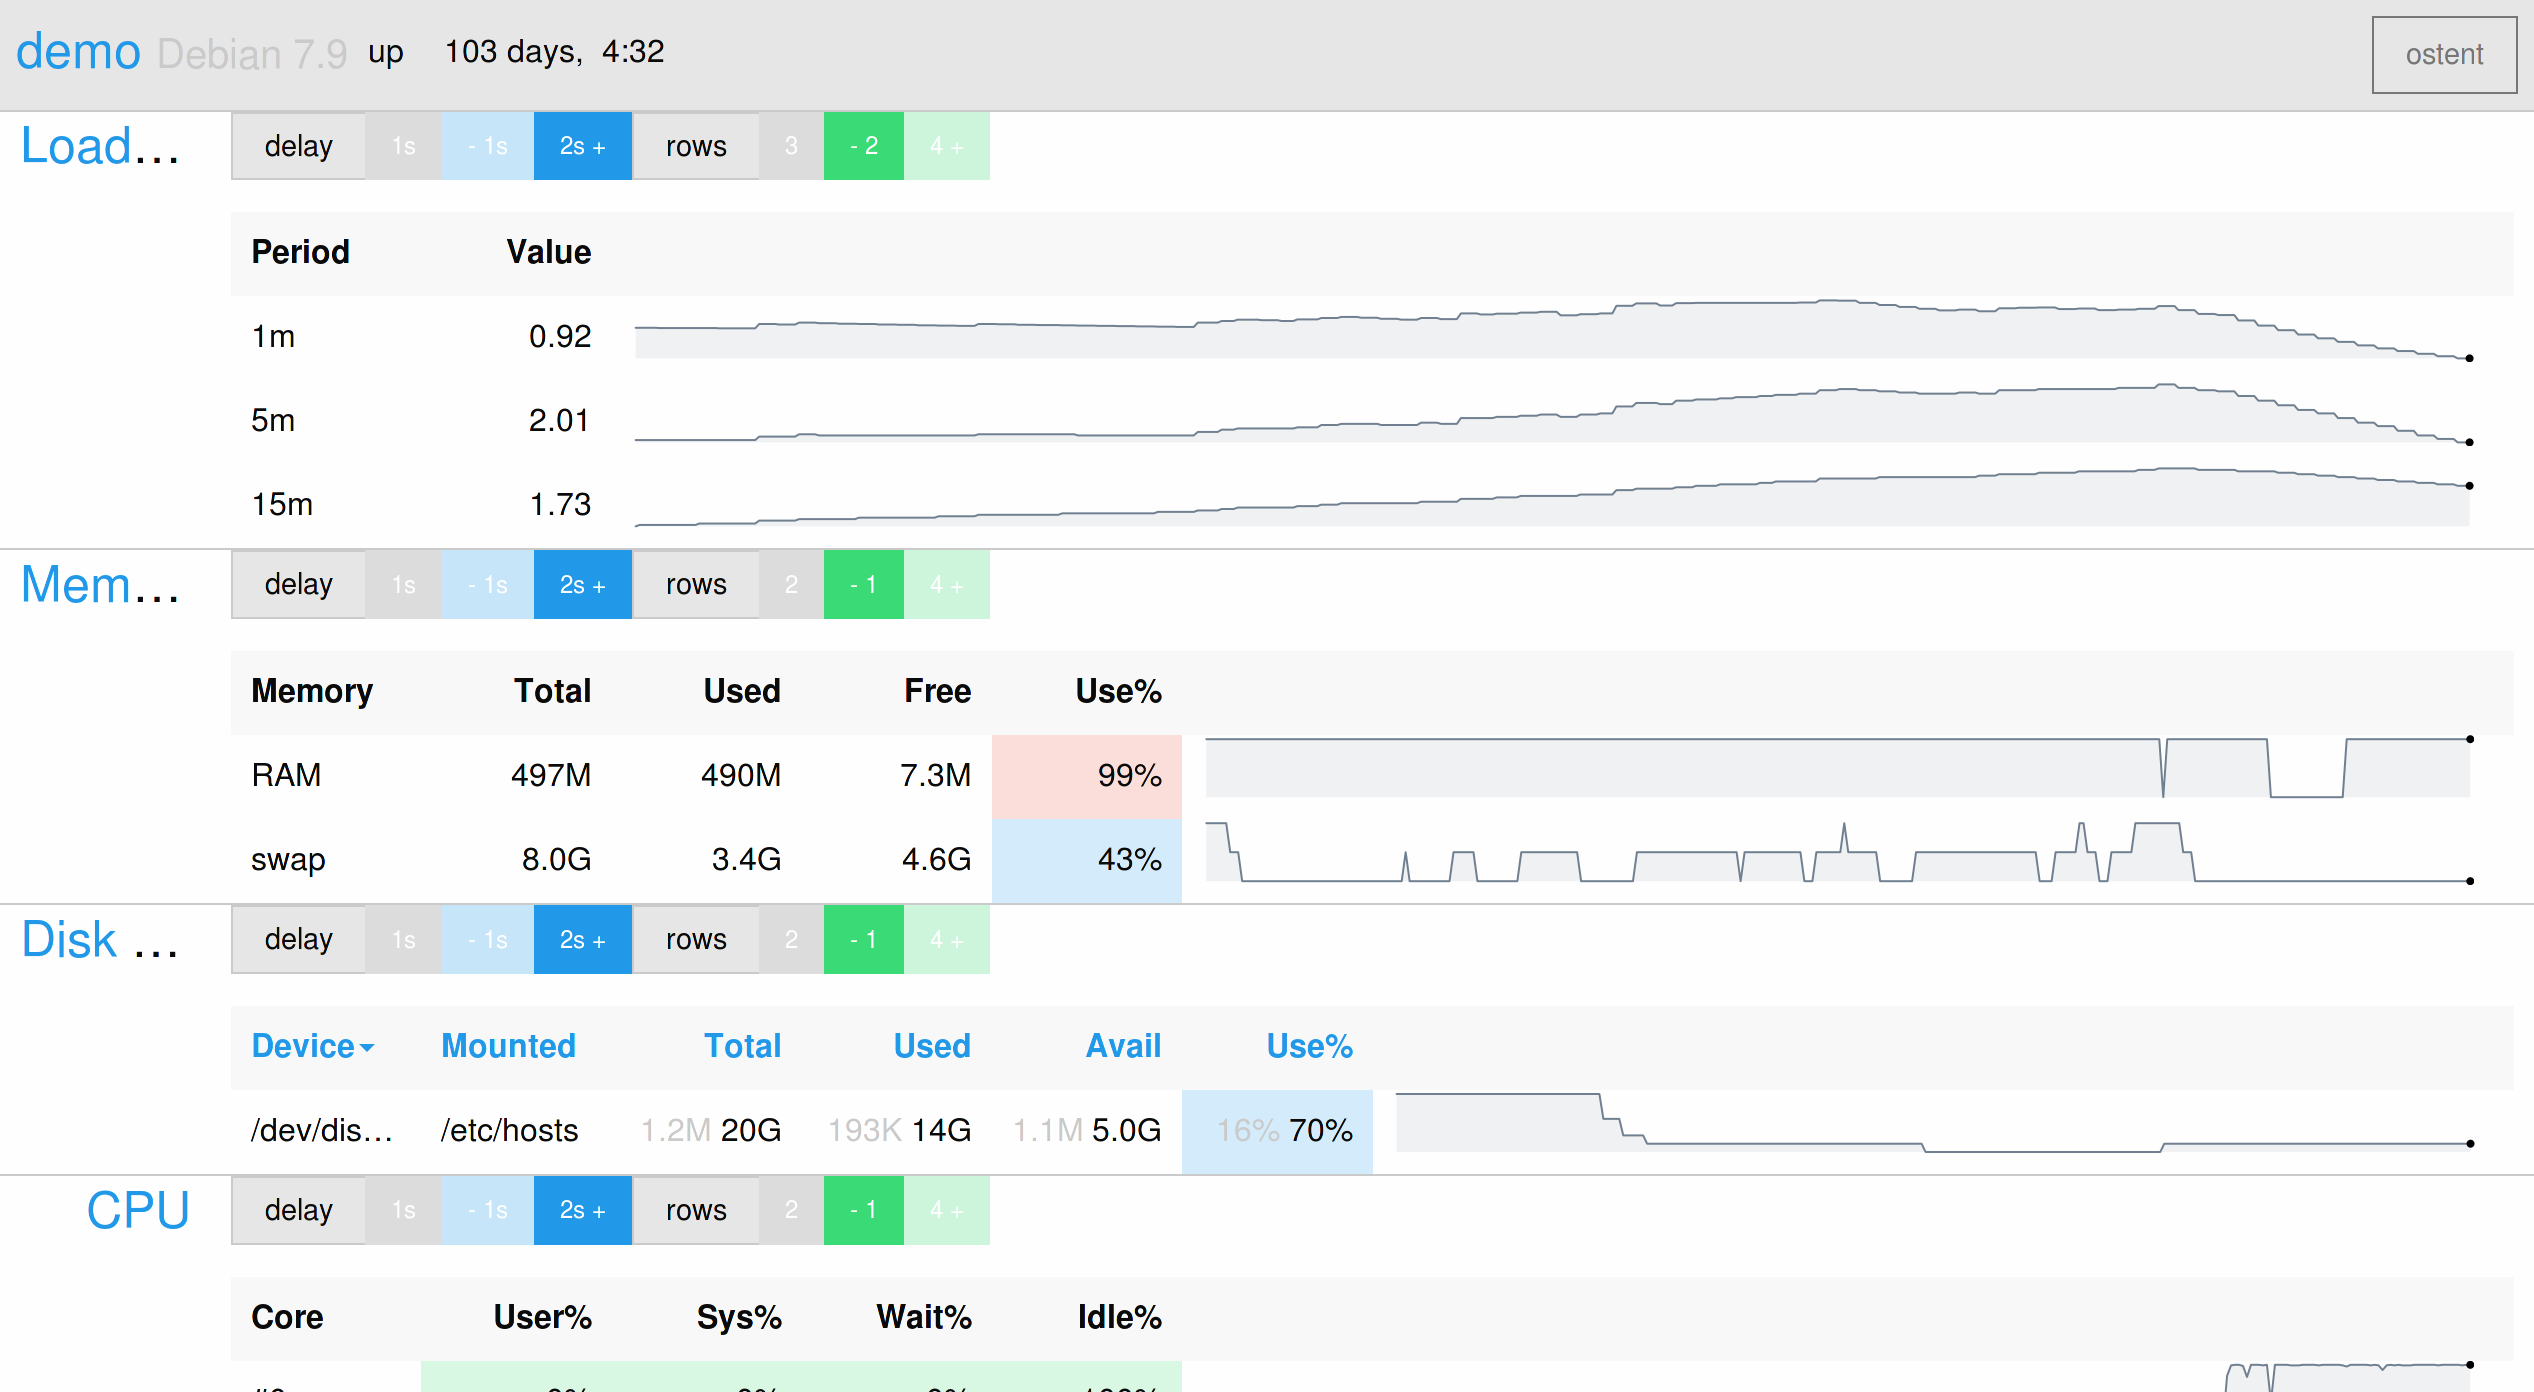 demo Debian 7.9 up 103 days, 4:32 ostent
Load... delay 1s - 1s 2s + rows 3 - 2 4 +
Period Value
1m 0.92
5m 2.01
15m 1.73
Mem... delay 1s - 1s 2s + rows 2 - 1 4 +
Memory Total Used Free Use%
RAM 497M 490M 7.3M 99%
swap 8.0G 3.4G 4.6G 43%
Disk ... delay 1s - 1s 2s + rows 2 - 1 4 +
Device Mounted Total Used Avail Use%
/dev/dis... /etc/hosts 1.2M 20G 193K 14G 1.1M 5.0G 16% 70%
CPU delay 1s - 1s 2s + rows 2 - 1 4 +
Core User% Sys% Wait% Idle%